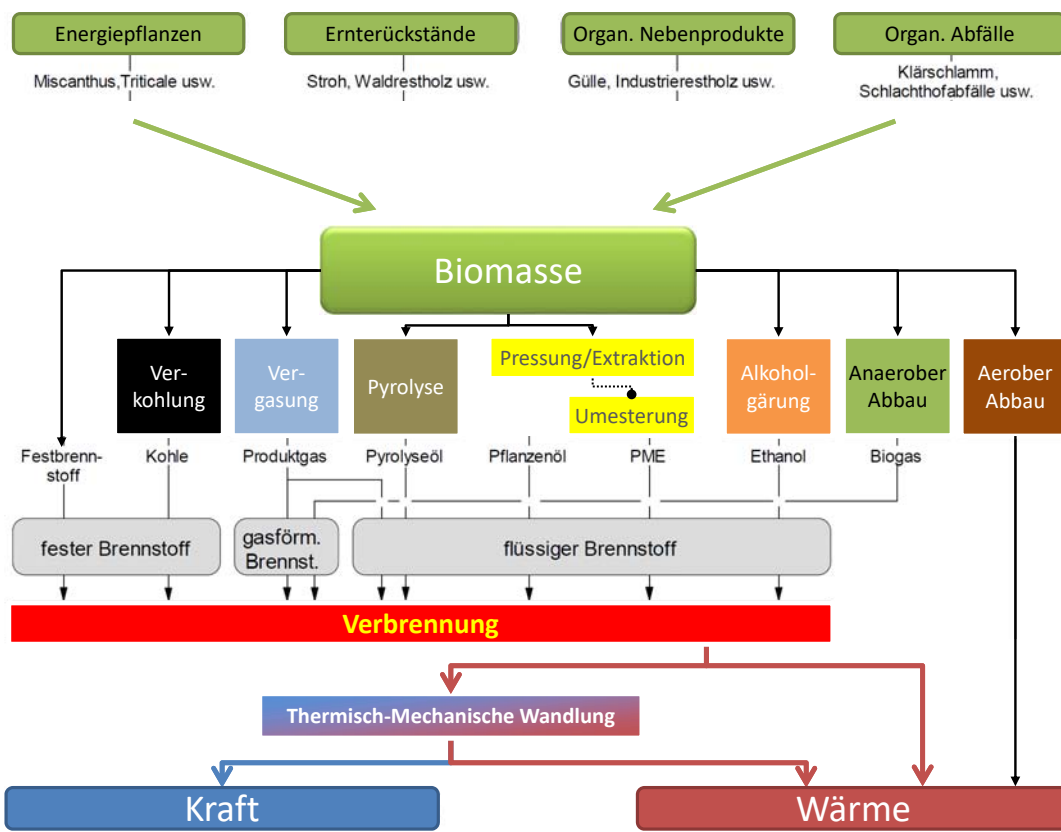 Energiepflanzen
Ernterückstände
Organ. Nebenprodukte
Organ. Abfälle
Miscanthus,Triticale usw.
Stroh, Waldrestholz usw.
Gülle, Industrierestholz usw.
Klärschlamm,
Schlachthofabfälle usw.
Biomasse
Ver-
kohlung
Ver-
gasung
Pyrolyse
Pressung/Extraktion
Umesterung
Alkohol-
gärung
Anaerober
Abbau
Aerober
Abbau
Festbrenn-
stoff
Kohle
Produktgas
Pyrolyseöl
Pflanzenöl
PME
Ethanol
Biogas
fester Brennstoff
gasförm.
Brennst.
flüssiger Brennstoff
Verbrennung
Thermisch-Mechanische Wandlung
Kraft
Wärme